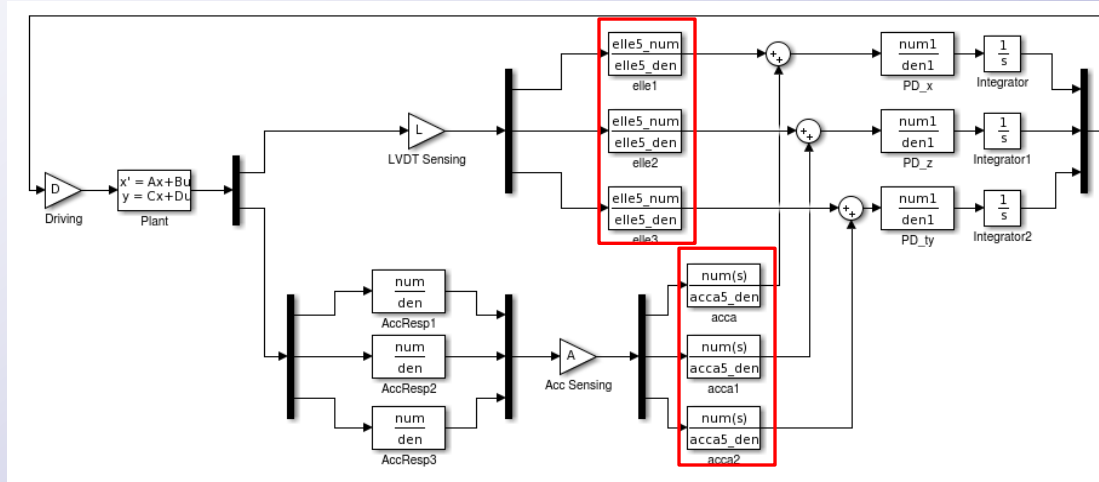 elle5_num
elle5_den
elle1
++
num1
den1
PD_x
1
s
Integrator
L
LVDT Sensing
elle5_num
elle5_den
elle2
++
num1
den1
PD_z
1
s
Integrator1
D
Driving
x' = Ax+Bu
y = Cx+Du
Plant
elle5_num
elle5_den
elle3
++
num1
den1
PD_ty
1
s
Integrator2
num
den
AccResp1
num
den
AccResp2
num
den
AccResp3
A
Acc Sensing
num(s)
acca5_den
acca
num(s)
acca5_den
acca1
num(s)
acca5_den
acca2